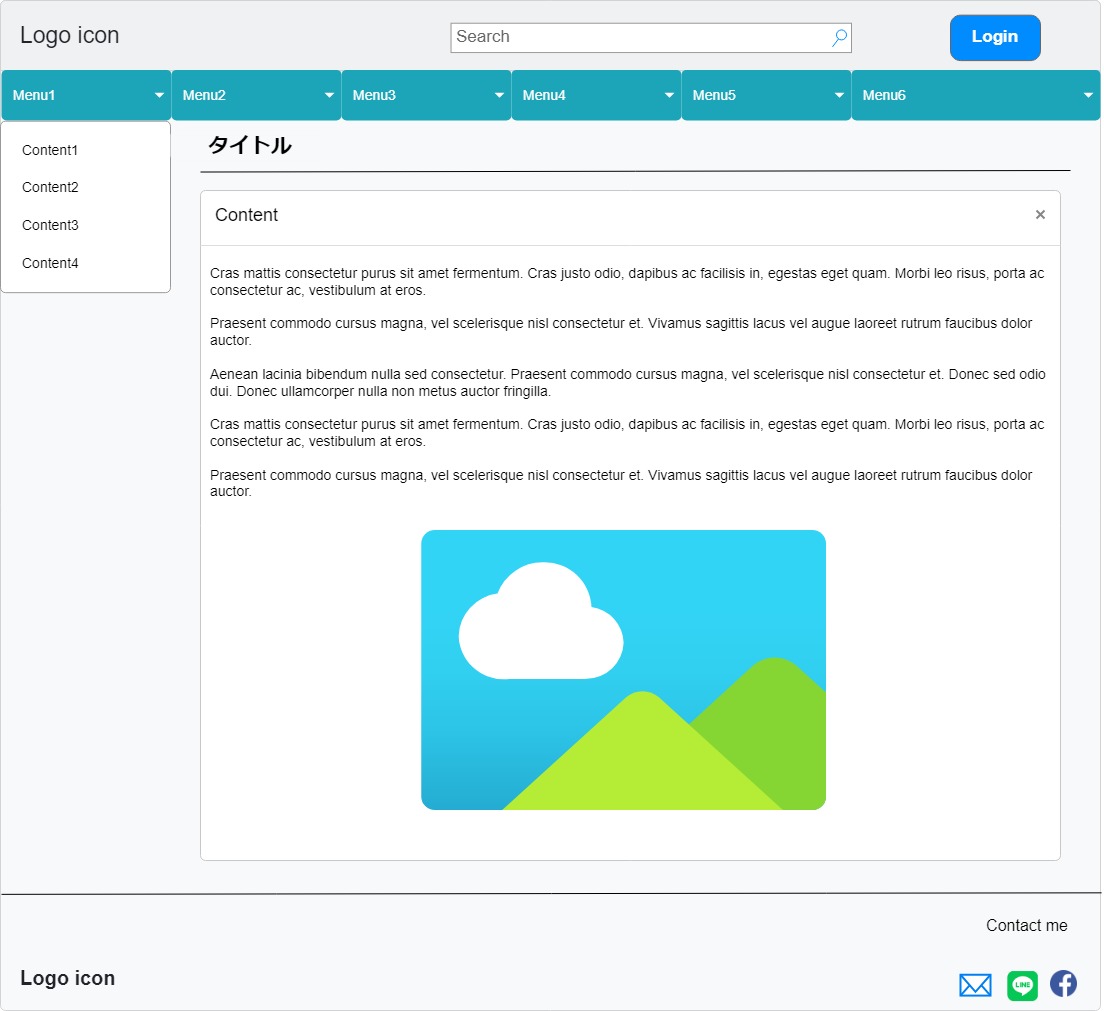 Logo icon
Search
Login
Menu1
Menu2
Menu3
Menu4
Menu5
Menu6
Content1
Content2
Content3
Content4
タイトル
Content
×
Cras mattis consectetur purus sit amet fermentum. Cras justo odio, dapibus ac facilisis in, egestas eget quam. Morbi leo risus, porta ac
consectetur ac, vestibulum at eros.
Praesent commodo cursus magna, vel scelerisque nisl consectetur et. Vivamus sagittis lacus vel augue laoreet rutrum faucibus dolor
auctor.
Aenean lacinia bibendum nulla sed consectetur. Praesent commodo cursus magna, vel scelerisque nisl consectetur et. Donec sed odio
dui. Donec ullamcorper nulla non metus auctor fringilla.
Cras mattis consectetur purus sit amet fermentum. Cras justo odio, dapibus ac facilisis in, egestas eget quam. Morbi leo risus, porta ac
consectetur ac, vestibulum at eros.
Praesent commodo cursus magna, vel scelerisque nisl consectetur et. Vivamus sagittis lacus vel augue laoreet rutrum faucibus dolor
auctor.
Contact me
Logo icon
LINE